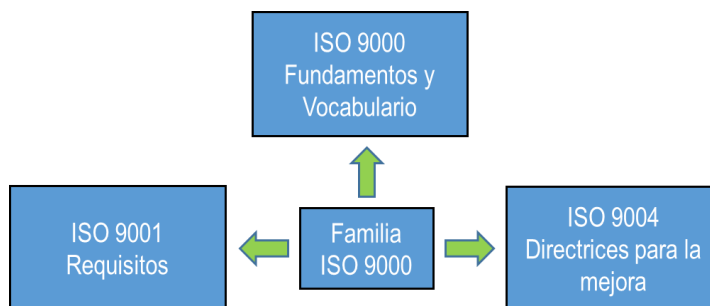 ISO 9000
Fundamentos y
Vocabulario
ISO 9001
Requisitos
Familia
ISO 9000
ISO 9004
Directrices para la
mejora